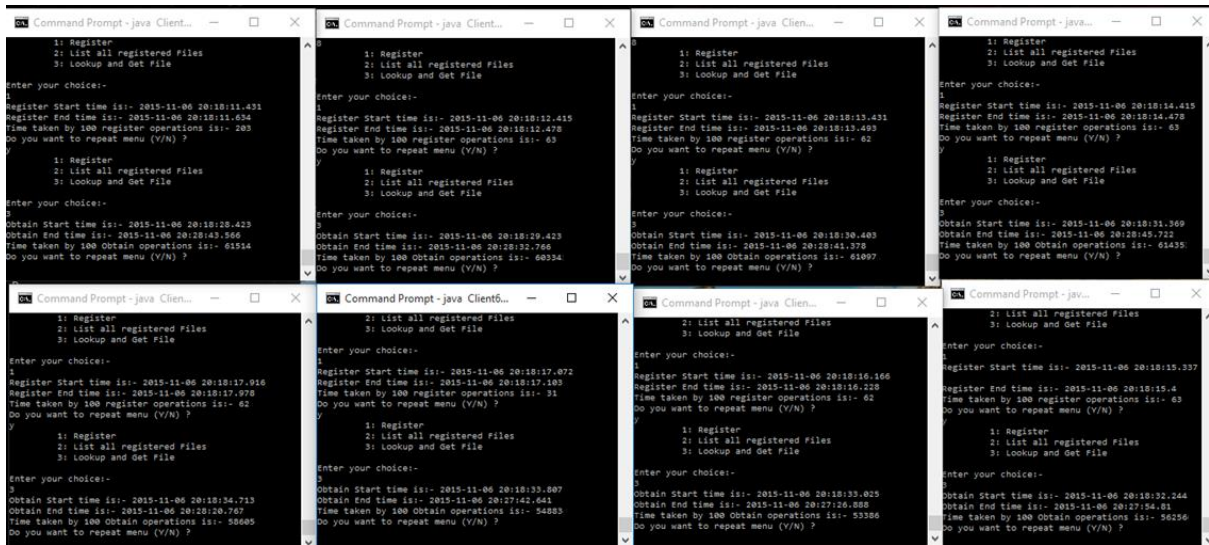 Command Prompt - java Client...
1: Register
2: List all registered Files
3: Lookup and Get File
Enter your choice:-
1
Register Start time is:- 2015-11-06 20:18:11.431
Register End time is:- 2015-11-06 20:18:11.634
Time taken by 100 register operations is:- 203
Do you want to repeat menu (Y/N) ?
y
1: Register
2: List all registered Files
3: Lookup and Get File
Enter your choice:-
3
Obtain Start time is:- 2015-11-06 20:18:28.423
Obtain End time is:- 20:28:43.566
Time taken by 100 Obtain operations is:- 61514
Do you want to repeat menu (Y/N) ?
Command Prompt - java Client...
8
1: Register
2: List all registered Files
3: Lookup and Get File
Enter your choice:-
1
Register Start time is:- 2015-11-06 20:18:12.415
Register End time is:- 2015-11-06 20:18:12.478
Time taken by 100 register operations is:- 63
Do you want to repeat menu (Y/N) ?
y
1: Register
2: List all registered Files
3: Lookup and Get File
Enter your choice:-
3
Obtain Start time is:- 2015-11-06 20:18:29.423
Obtain End time is:- 2015-11-06 20:28:32.766
Time taken by 100 Obtain operations is:- 60334
Do you want to repeat menu (Y/N) ?
Command Prompt - java Clien...
8
1: Register
2: List all registered Files
3: Lookup and Get File
Enter your choice:-
1
Register Start time is:- 2015-11-06 20:18:13.431
Register End time is:- 2015-11-06 20:18:13.493
Time taken by 100 register operations is:- 62
Do you want to repeat menu (Y/N) ?
y
1: Register
2: List all registered Files
3: Lookup and Get File
Enter your choice:-
3
Obtain Start time is:- 2015-11-06 20:18:30.403
Obtain End time is:- 2015-11-06 20:28:41.378
Time taken by 100 Obtain operations is:- 61097
Do you want to repeat menu (Y/N) ?
Command Prompt - java...
1: Register
2: List all registered Files
3: Lookup and Get File
Enter your choice:-
1
Register Start time is:- 2015-11-06 20:18:14.415
Register End time is:- 2015-11-06 20:18:14.478
Time taken by 100 register operations is:- 63
Do you want to repeat menu (Y/N) ?
y
1: Register
2: List all registered Files
3: Lookup and Get File
Enter your choice:-
3
Obtain Start time is:- 2015-11-06 20:18:31.369
Obtain End time is:- 2015-11-06 20:28:45.722
Time taken by 100 Obtain operations is:- 61435
Do you want to repeat menu (Y/N) ?
Command Prompt - java Clien...
1: Register
2: List all registered Files
3: Lookup and Get File
Enter your choice:-
1
Register Start time is:- 2015-11-06 20:18:17.916
Register End time is:- 2015-11-06 20:18:17.978
Time taken by 100 register operations is:- 62
Do you want to repeat menu (Y/N) ?
y
1: Register
2: List all registered Files
3: Lookup and Get File
Enter your choice:-
3
Obtain Start time is:- 2015-11-06 20:18:34.713
Obtain End time is:- 2015-11-06 20:28:20.767
Time taken by 100 Obtain operations is:- 58605
Do you want to repeat menu (Y/N) ?
Command Prompt - java Client6...
2: List all registered Files
3: Lookup and Get File
Enter your choice:-
1
Register Start time is:- 2015-11-06 20:18:17.072
Register End time is:- 2015-11-06 20:18:17.103
Time taken by 100 register operations is:- 31
Do you want to repeat menu (Y/N) ?
y
1: Register
2: List all registered Files
3: Lookup and Get File
Enter your choice:-
3
Obtain Start time is:- 2015-11-06 20:18:33.807
Obtain End time is:- 2015-11-06 20:27:42.641
Time taken by 100 Obtain operations is:- 54883
Do you want to repeat menu (Y/N) ?
Command Prompt - java Clien...
2: List all registered Files
3: Lookup and Get File
Enter your choice:-
1
Register Start time is:- 2015-11-06 20:18:16.166
Register End time is:- 2015-11-06 20:18:16.228
Time taken by 100 register operations is:- 62
Do you want to repeat menu (Y/N) ?
y
1: Register
2: List all registered Files
3: Lookup and Get File
Enter your choice:-
3
Obtain Start time is:- 2015-11-06 20:18:33.025
Obtain End time is:- 2015-11-06 20:27:26.888
Time taken by 100 Obtain operations is:- 53386
Do you want to repeat menu (Y/N) ?
Command Prompt - jav...
2: List all registered Files
3: Lookup and Get File
Enter your choice:-
1
Register Start time is:- 2015-11-06 20:18:15.337
Register End time is:- 2015-11-06 20:18:15.4
Time taken by 100 register operations is:- 63
Do you want to repeat menu (Y/N) ?
y
1: Register
2: List all registered Files
3: Lookup and Get File
Enter your choice:-
3
Obtain Start time is:- 2015-11-06 20:18:32.244
Obtain End time is:- 2015-11-06 20:27:54.81
Time taken by 100 Obtain operations is:- 56256
Do you want to repeat menu (Y/N) ?